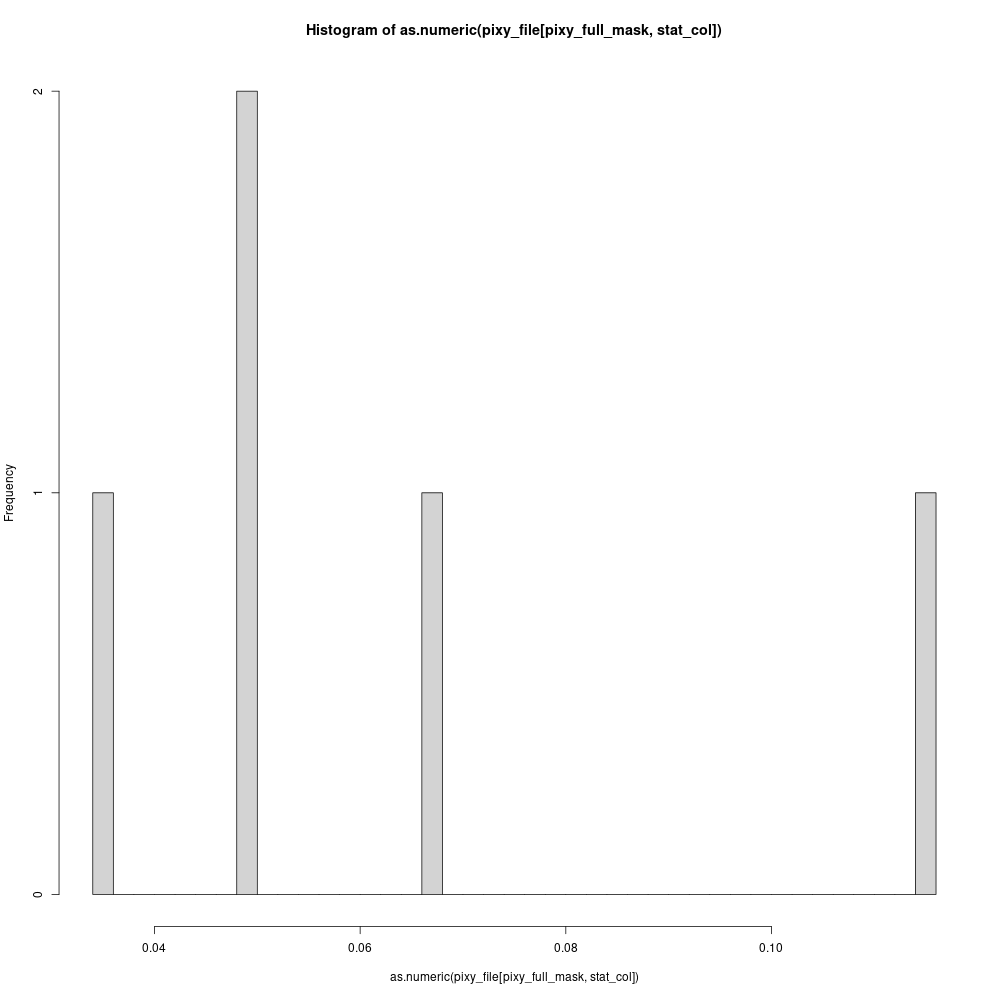 Histogram of as.numeric(pixy_file[pixy_full_mask, stat_col])
2
1
0
Frequency
0.04 0.06 0.08 0.10
as.numeric(pixy_file[pixy_full_mask, stat_col])